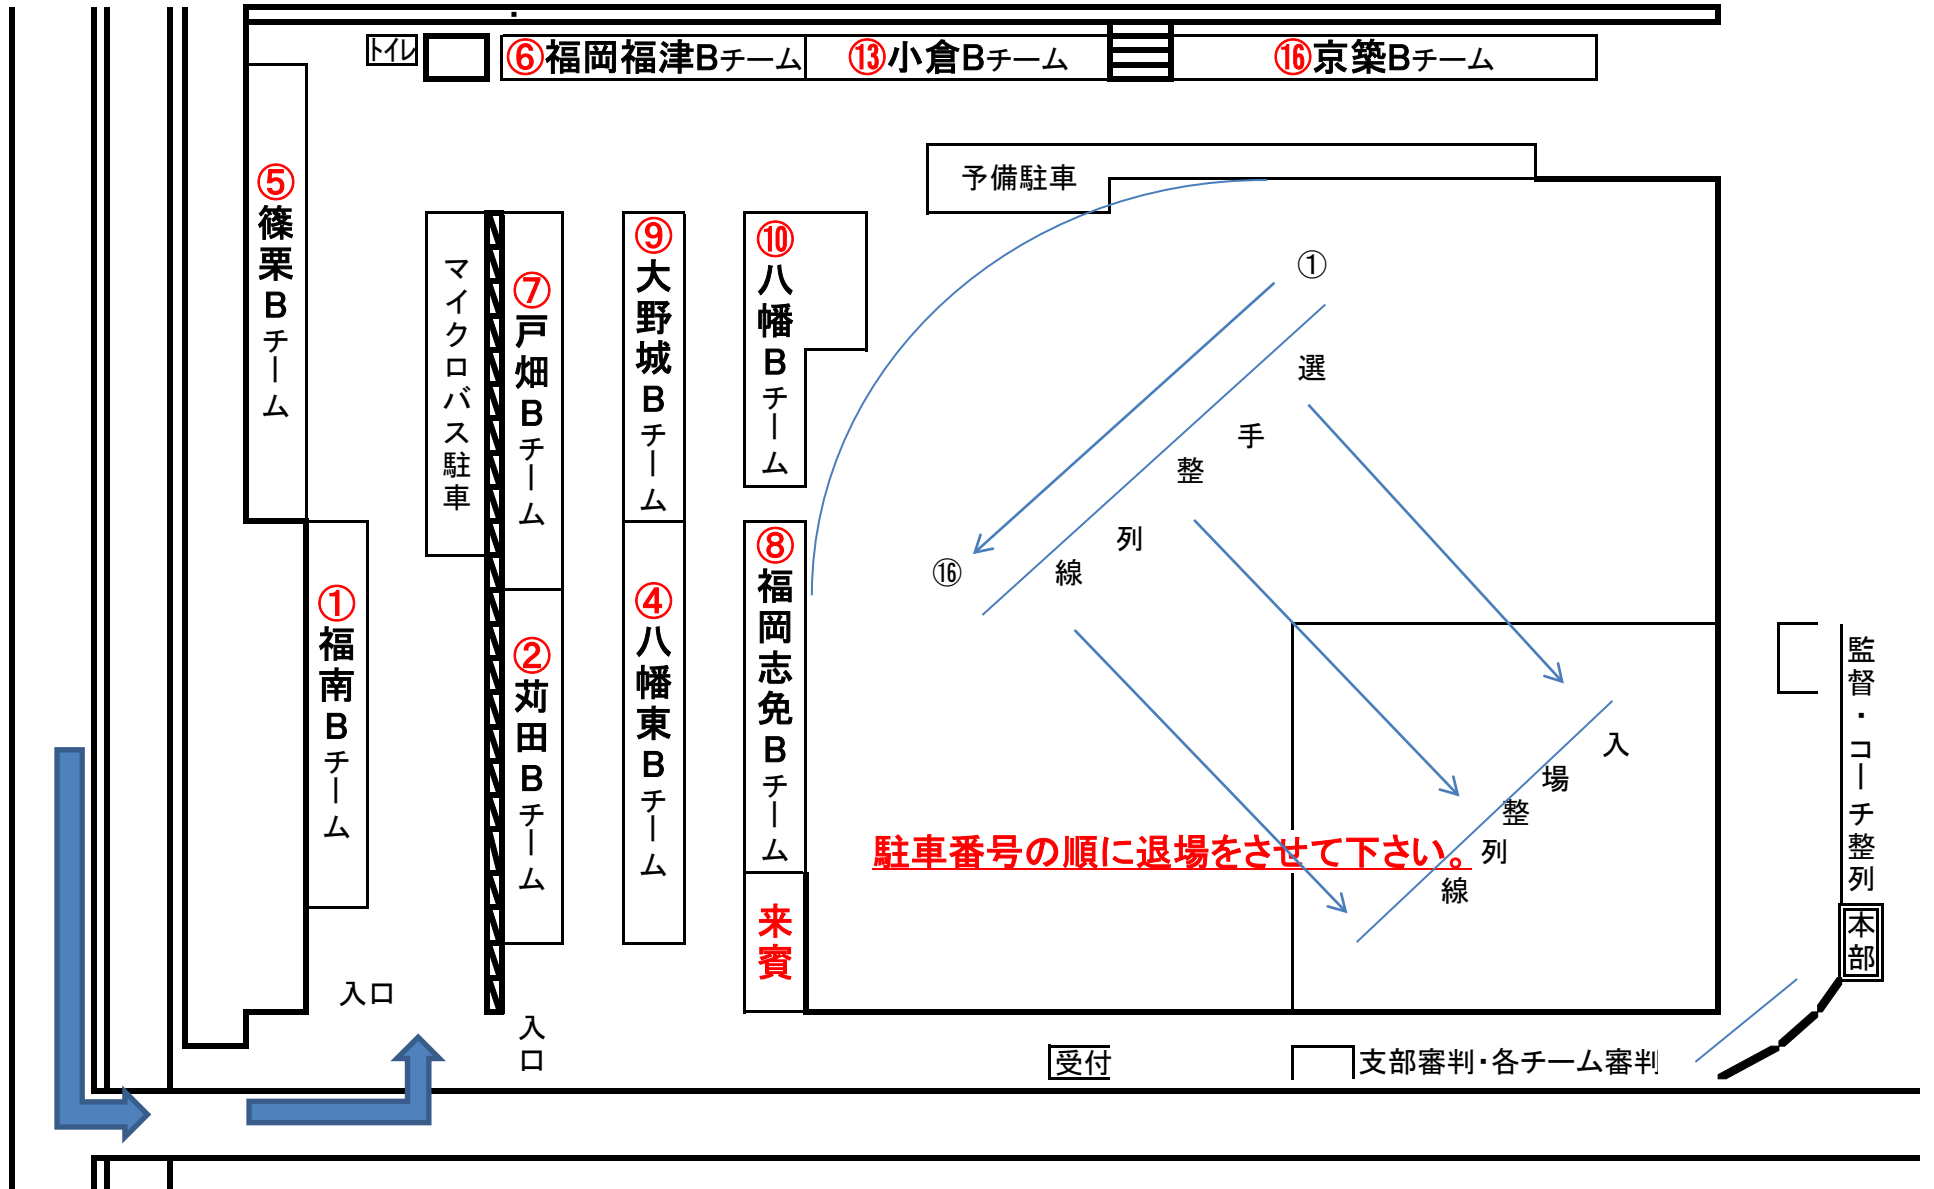 トイレ
⑥福岡福津Bチーム
⑬小倉Bチーム
⑯京築Bチーム
予備駐車
⑤篠栗Bチーム
マイクロバス駐車
⑦戸畑Bチーム
⑨大野城Bチーム
⑩八幡Bチーム
①
選手整列線
⑯
①福南Bチーム
②苅田Bチーム
④八幡東Bチーム
⑧福岡志免Bチーム
来賓
駐車番号の順に退場をさせて下さい。
入場整列線
監督・コーチ整列
本部
入口
入口
受付
支部審判・各チーム審判